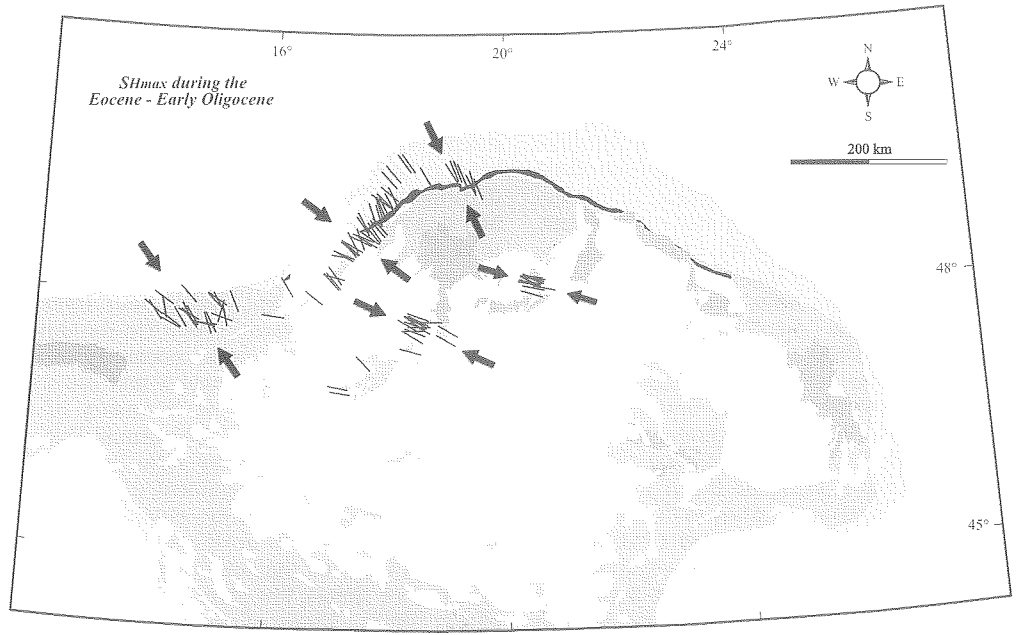 16°
20°
24°
SHmax during the
Eocene - Early Oligocene
N
W E
S
200 km
48°
45°